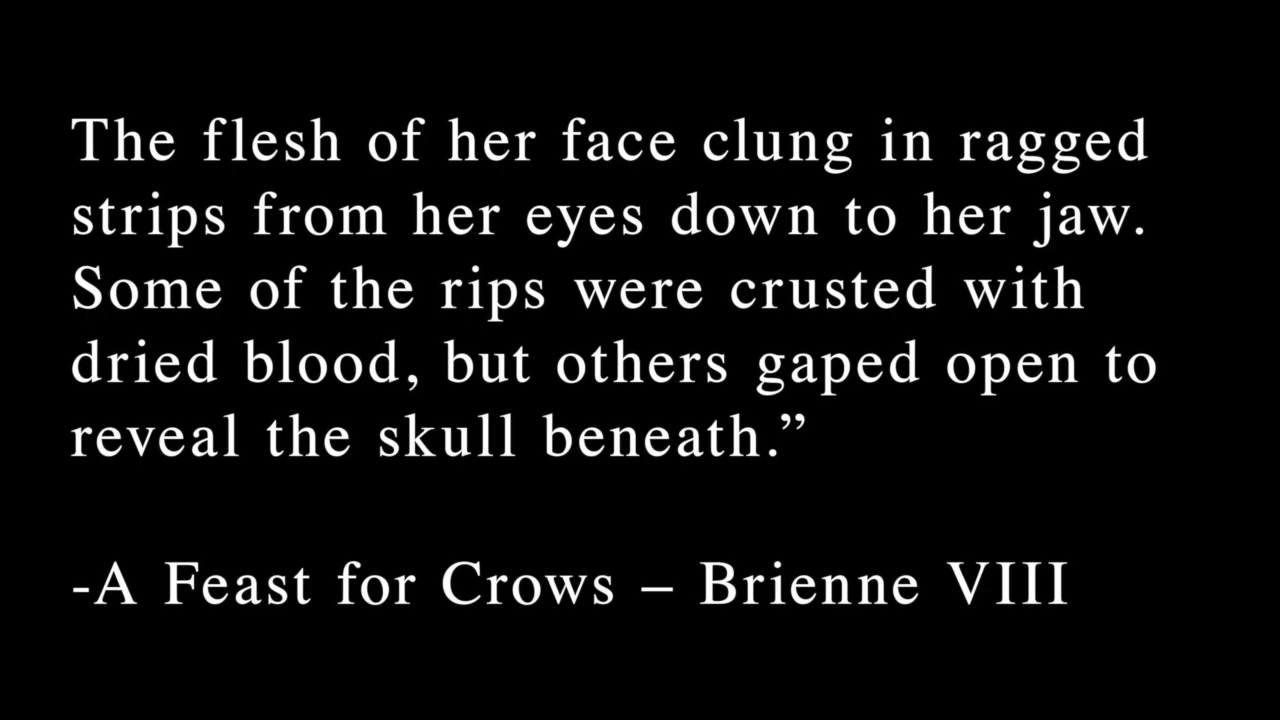 The flesh of her face clung in ragged
strips from her eyes down to her jaw.
Some of the rips were crusted with
dried blood, but others gaped open to
reveal the skull beneath.”
-A Feast for Crows – Brienne VIII